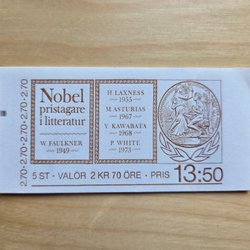 2.70·2.70·2.70·2.70·2.70
Nobel
pristagare
i litteratur
W. FAULKNER
1949
H. LAXNESS
1955
M. ASTURIAS
1967
Y. KAWABATA
1968
P. WHITE
1973
5 ST · VALÖR 2 KR 70 ÖRE · PRIS 13:50